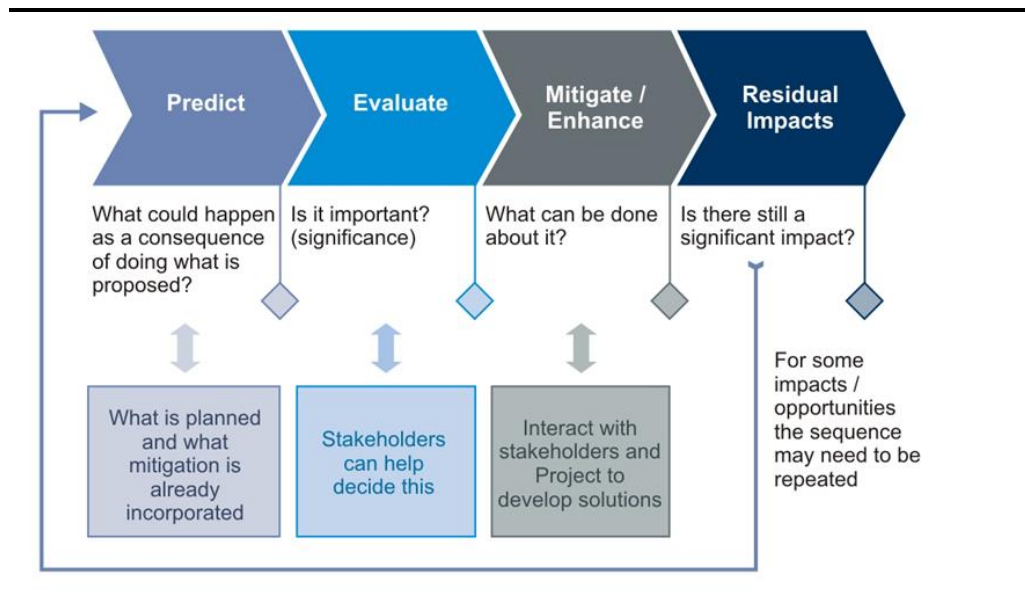 Predict
Evaluate
Mitigate /
Enhance
Residual
Impacts
What could happen
as a consequence
of doing what is
proposed?
Is it important?
(significance)
What can be done
about it?
Is there still a
significant impact?
What is planned
and what
mitigation is
already
incorporated
Stakeholders
can help
decide this
Interact with
stakeholders and
Project to
develop solutions
For some
impacts /
opportunities
the sequence
may need to be
repeated